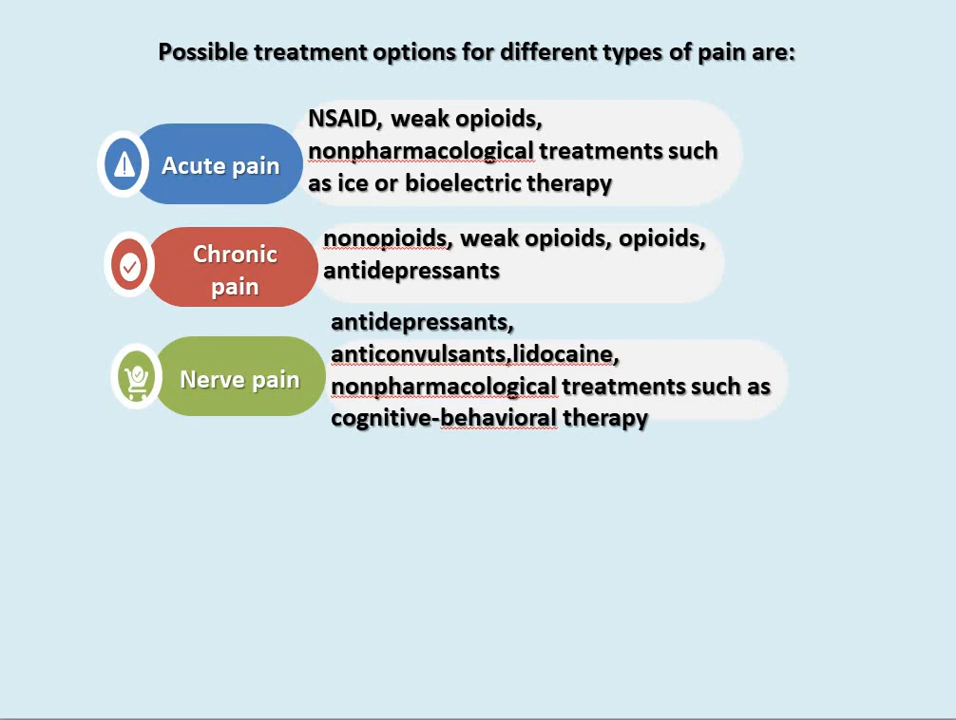 Possible treatment options for different types of pain are:
Acute pain
NSAID, weak opioids,
nonpharmacological treatments such
as ice or bioelectric therapy
Chronic
pain
nonopioids, weak opioids, opioids,
antidepressants
Nerve pain
antidepressants,
anticonvulsants,lidocaine,
nonpharmacological treatments such as
cognitive-behavioral therapy